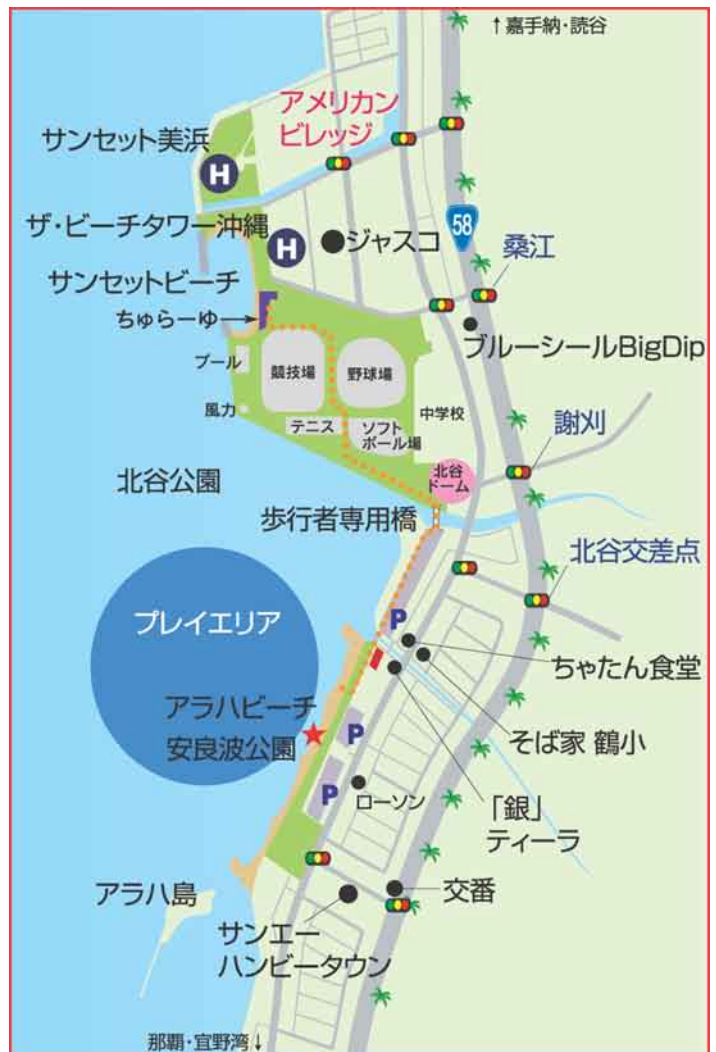 ↑嘉手納・読谷
アメリカン
ビレッジ
サンセット美浜
H
ザ・ビーチタワー沖縄
H
ジャスコ
58
桑江
サンセットビーチ
ちゅらーゆ
ブルーシールBigDip
プール
競技場
野球場
風力
テニス
ソフト
ボール場
中学校
謝刈
北谷
ドーム
北谷公園
歩行者専用橋
北谷交差点
プレイエリア
P
ちゃたん食堂
アラハビーチ
安良波公園
P
そば家 鶴小
P
ローソン
「銀」
ティーラ
アラハ島
交番
サンエー
ハンビータウン
那覇・宜野湾↓